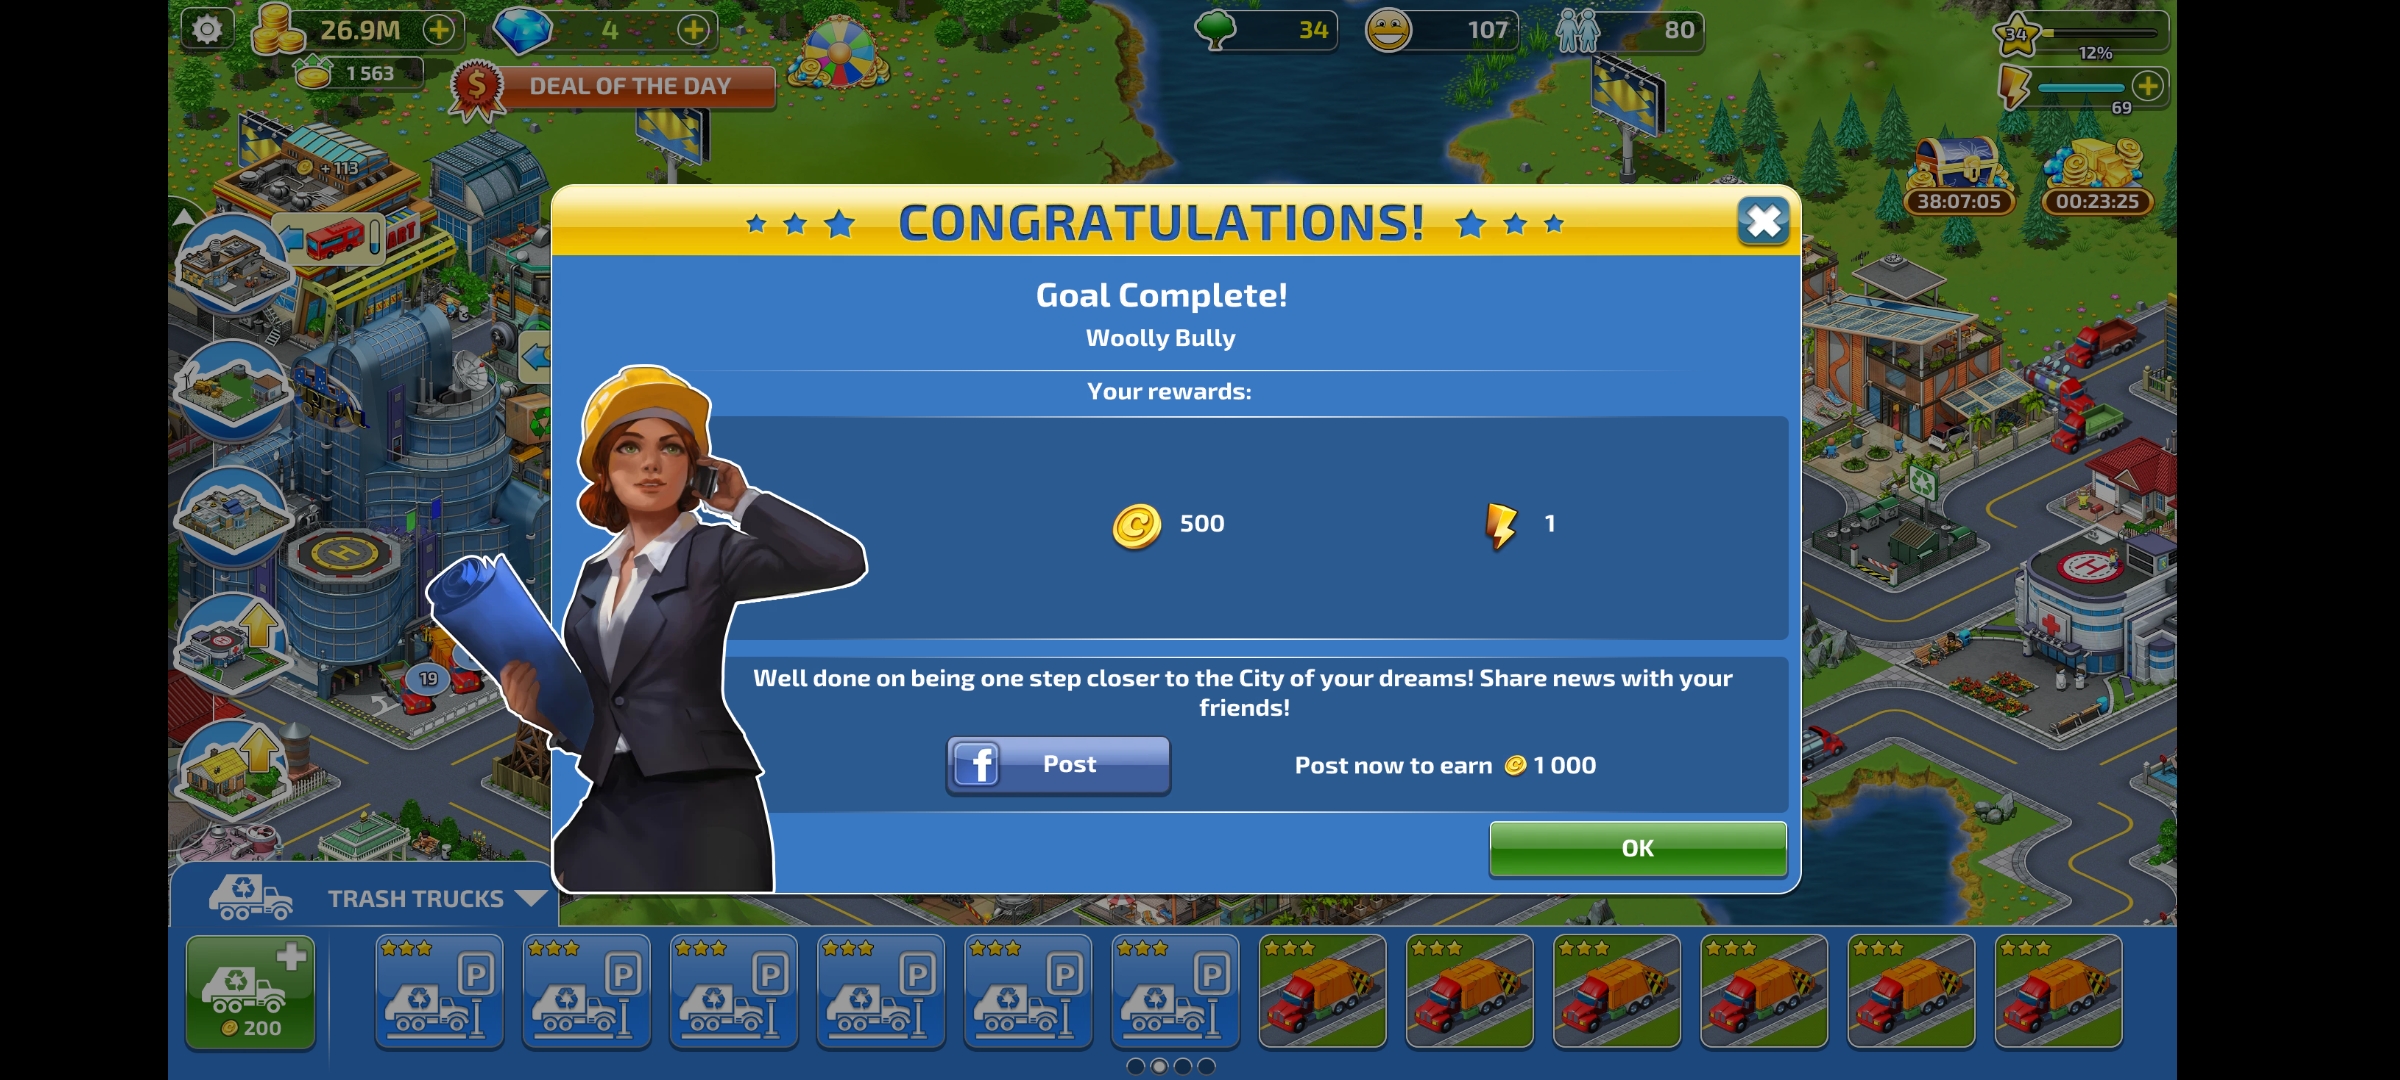 26.9M
4
34
107
80
34
12%
1 563
DEAL OF THE DAY
69
+113
38:07:05
00:23:25
CONGRATULATIONS!
Goal Complete!
Woolly Bully
Your rewards:
500
1
Well done on being one step closer to the City of your dreams! Share news with your
friends!
f Post
Post now to earn 1 000
OK
19
TRASH TRUCKS
P
P
P
P
P
P
200